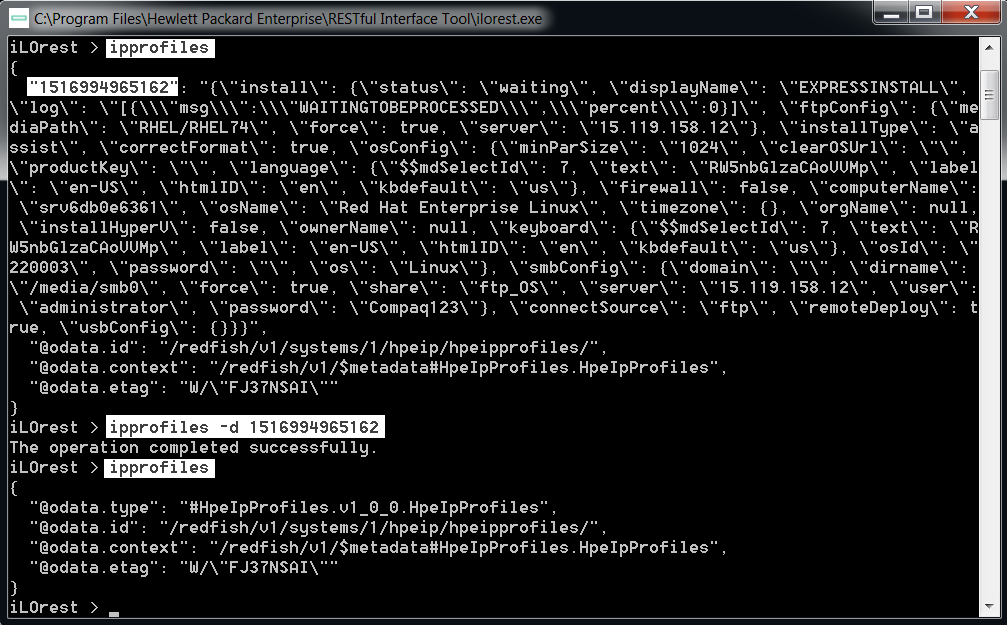 C:\Program Files\Hewlett Packard Enterprise\RESTful Interface Tool\ilorest.exe
iLOrest > ipprofiles
{
  "1516994965162": "{\"install\": {\"status\": \"waiting\", \"displayName\": \"EXPRESSINSTALL\",
\"log\": \"[{\\\"msg\\\":\\\"WAITINGTOBEPROCESSED\\\",\\\"percent\\\":0}]\", \"ftpConfig\": {\"me
diaPath\": \"RHEL/RHEL74\", \"force\": true, \"server\": \"15.119.158.12\"}, \"installType\": \"a
ssist\", \"correctFormat\": true, \"osConfig\": {\"minParSize\": \"1024\", \"clearOSUrl\": \"\",
\"productKey\": \"\", \"language\": {\"$$mdSelectId\": 7, \"text\": \"RW5nbGlzaCAoVVMp\", \"label
\": \"en-US\", \"htmlID\": \"en\", \"kbdefault\": \"us\"}, \"firewall\": false, \"computerName\":
 \"srv6db0e6361\", \"osName\": \"Red Hat Enterprise Linux\", \"timezone\": {}, \"orgName\": null,
 \"installHyperV\": false, \"ownerName\": null, \"keyboard\": {\"$$mdSelectId\": 7, \"text\": \"R
W5nbGlzaCAoVVMp\", \"label\": \"en-US\", \"htmlID\": \"en\", \"kbdefault\": \"us\"}, \"osId\": \"
220003\", \"password\": \"\", \"os\": \"Linux\"}, \"smbConfig\": {\"domain\": \"\", \"dirname\":
\"/media/smb0\", \"force\": true, \"share\": \"ftp_OS\", \"server\": \"15.119.158.12\", \"user\":
 \"administrator\", \"password\": \"Compaq123\"}, \"connectSource\": \"ftp\", \"remoteDeploy\": t
rue, \"usbConfig\": {}}}",
  "@odata.id": "/redfish/v1/systems/1/hpeip/hpeipprofiles/",
  "@odata.context": "/redfish/v1/$metadata#HpeIpProfiles.HpeIpProfiles",
  "@odata.etag": "W/\"FJ37NSAI\""
}
iLOrest > ipprofiles -d 1516994965162
The operation completed successfully.
iLOrest > ipprofiles
{
  "@odata.type": "#HpeIpProfiles.v1_0_0.HpeIpProfiles",
  "@odata.id": "/redfish/v1/systems/1/hpeip/hpeipprofiles/",
  "@odata.context": "/redfish/v1/$metadata#HpeIpProfiles.HpeIpProfiles",
  "@odata.etag": "W/\"FJ37NSAI\""
}
iLOrest > _